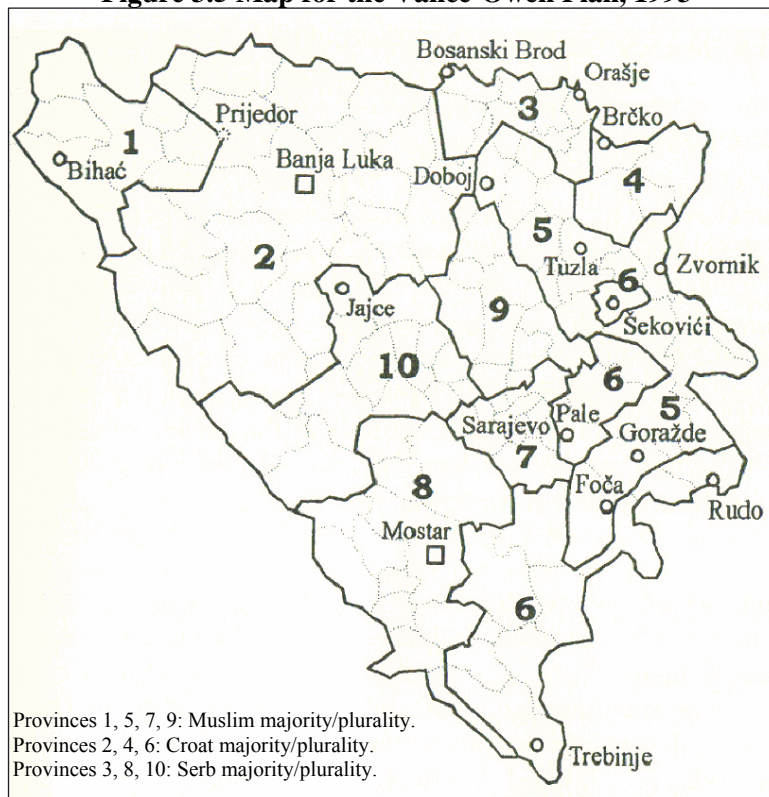 Figure Map for the Vance-Owen Plan, 1993
Bosanski Brod
Orašje
3
Brčko
Prijedor
1
Bihać
Banja Luka
Doboj
4
5
2
Tuzla
Zvornik
6
Jajce
9
Šekovići
10
6
5
Sarajevo
Pale
Goražde
7
8
Foča
Rudo
Mostar
6
Provinces 1, 5, 7, 9: Muslim majority/plurality.
Provinces 2, 4, 6: Croat majority/plurality.
Provinces 3, 8, 10: Serb majority/plurality.
Trebinje